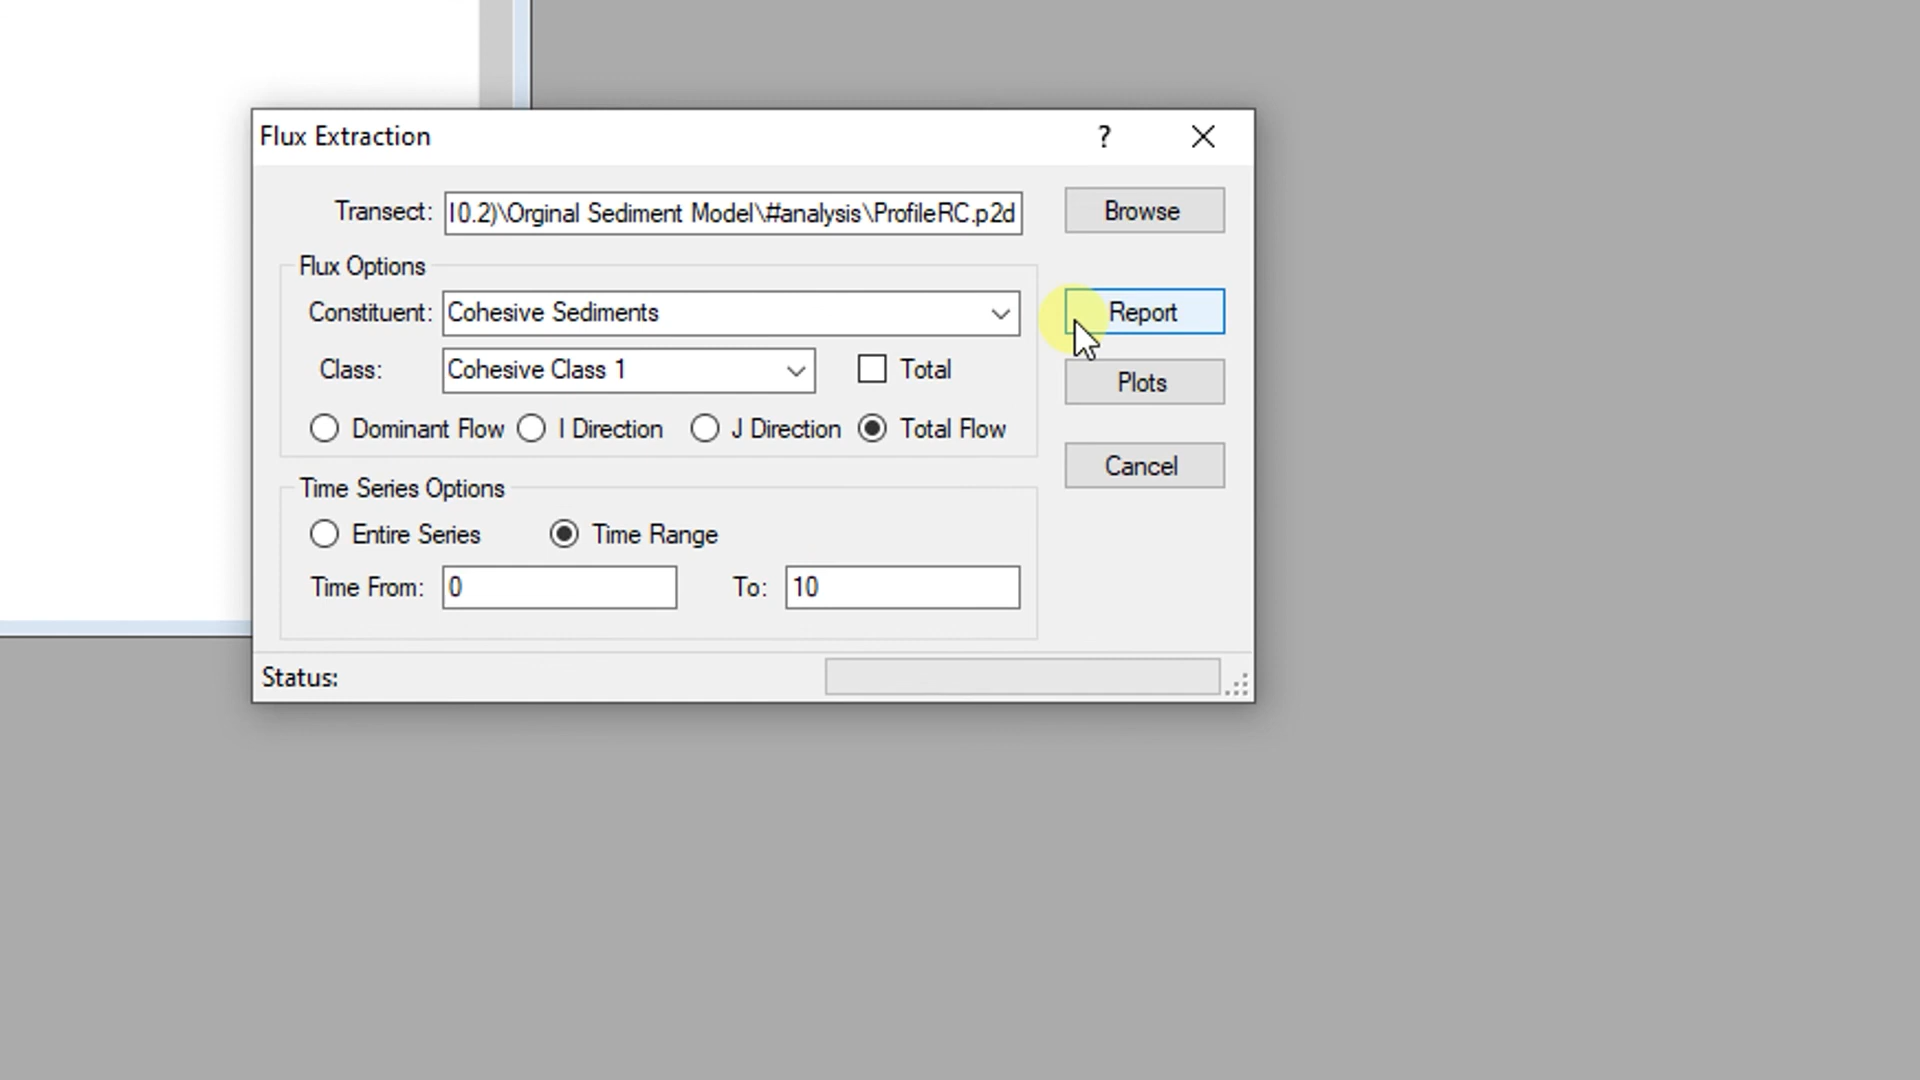 Flux Extraction ?
Transect: 10.2)\Orginal Sediment Model\#analysis\ProfileRC.p2d Browse
Flux Options
Constituent: Cohesive Sediments Report
Class: Cohesive Class 1 Total Plots
Dominant Flow I Direction J Direction Total Flow
Cancel
Time Series Options
Entire Series Time Range
Time From: 0 To: 10
Status: